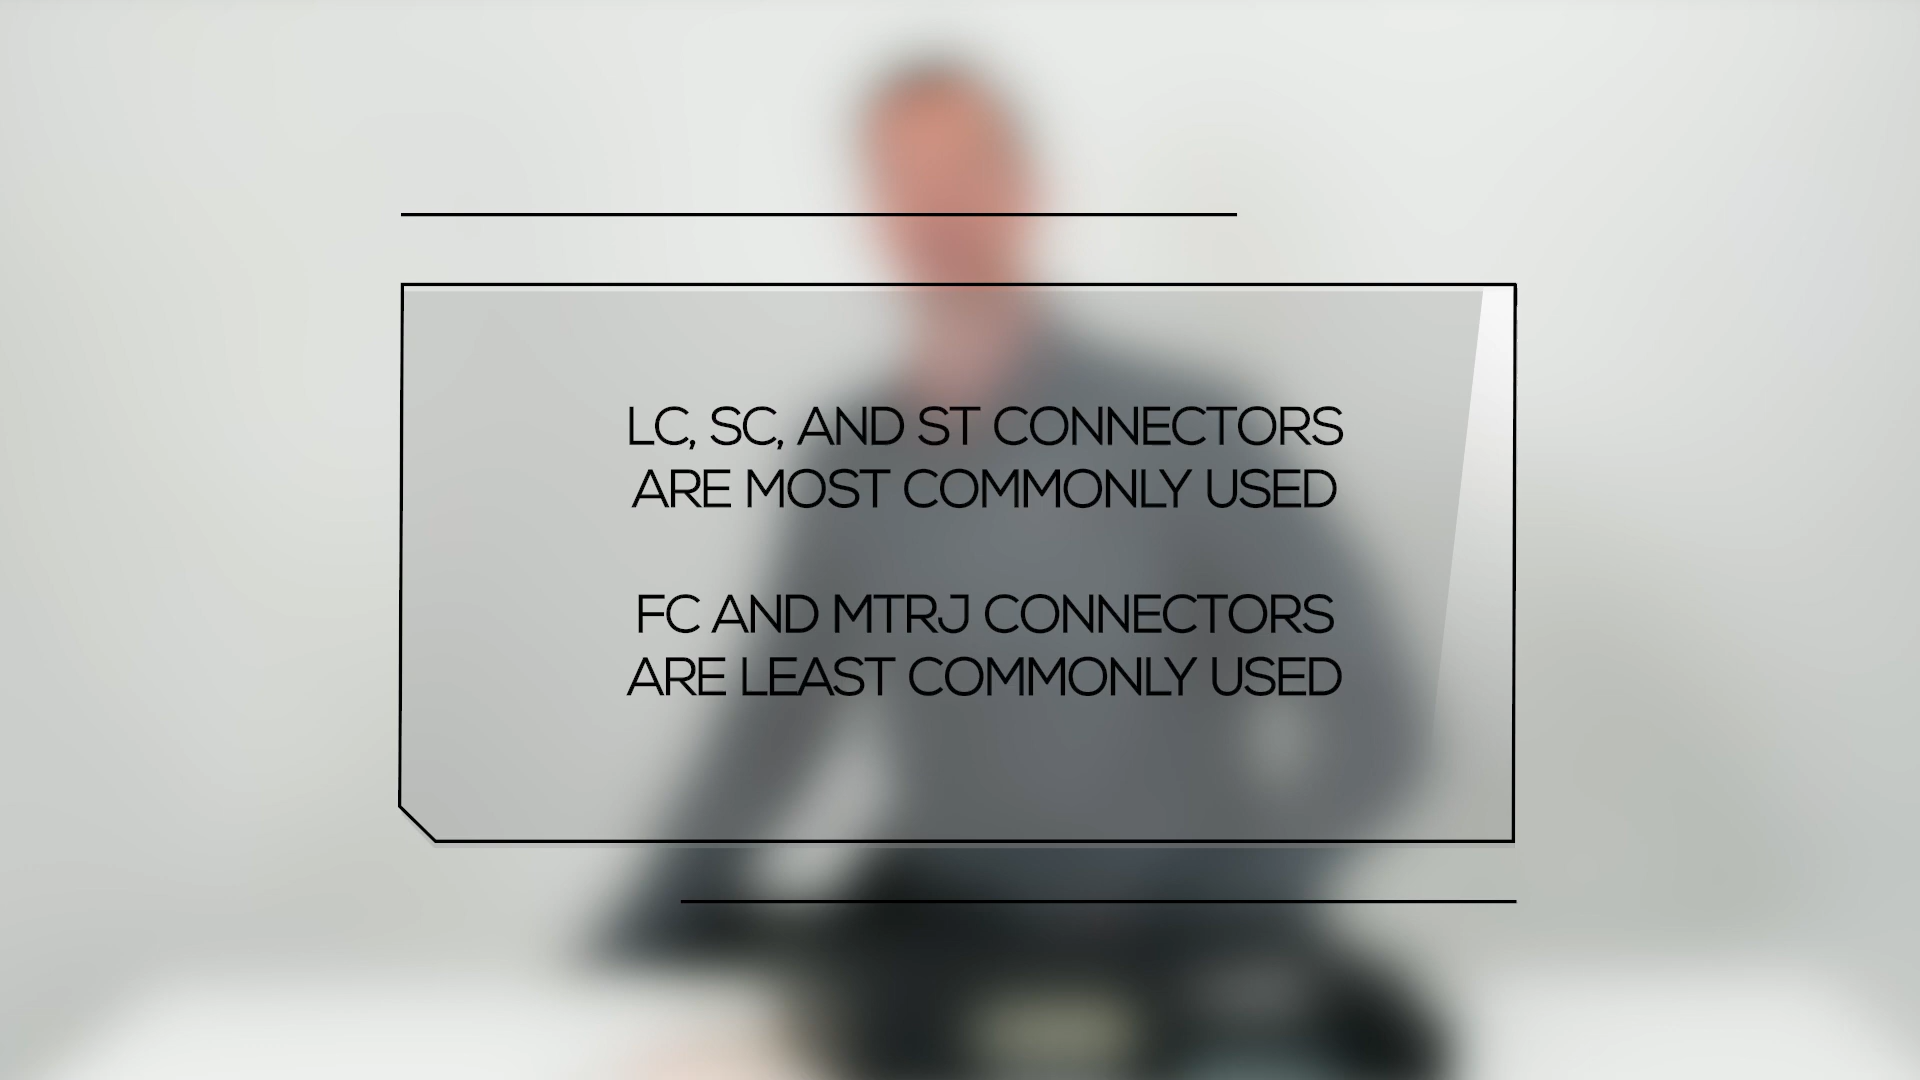 LC, SC, AND ST CONNECTORS
ARE MOST COMMONLY USED
FC AND MTRJ CONNECTORS
ARE LEAST COMMONLY USED